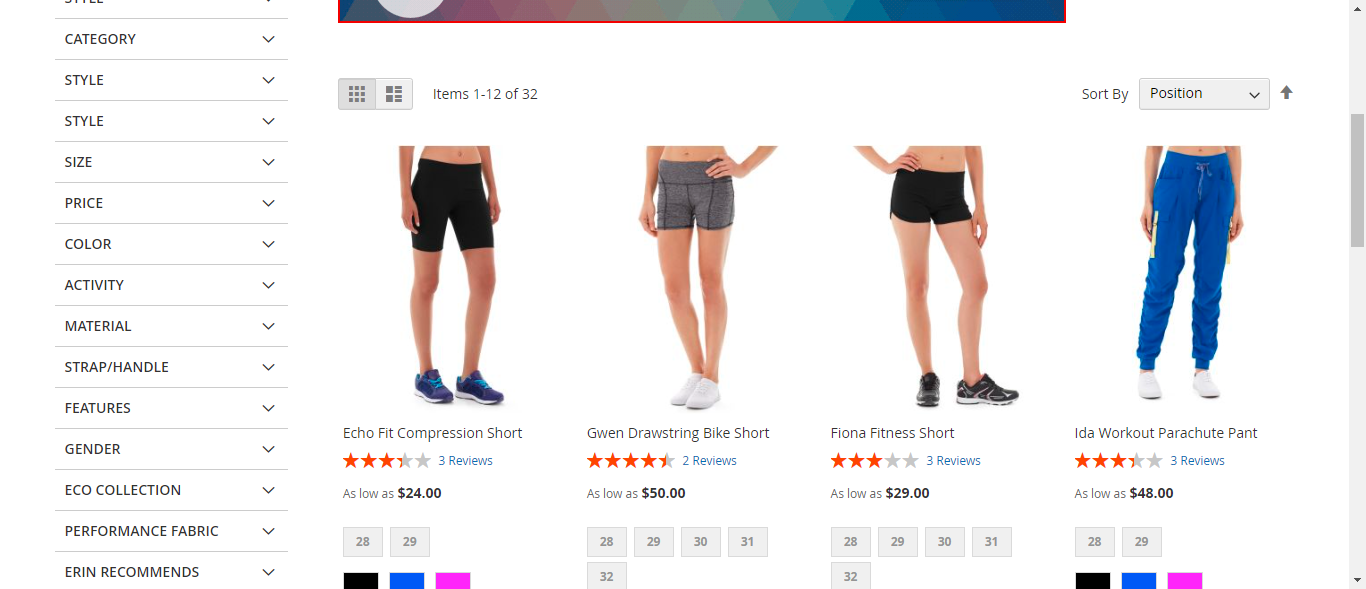 STYLE
CATEGORY
STYLE
STYLE
SIZE
PRICE
COLOR
ACTIVITY
MATERIAL
STRAP/HANDLE
FEATURES
GENDER
ECO COLLECTION
PERFORMANCE FABRIC
ERIN RECOMMENDS
Items 1-12 of 32
Sort By Position
Echo Fit Compression Short
3 Reviews
As low as $24.00
28 29
Gwen Drawstring Bike Short
2 Reviews
As low as $50.00
28 29 30 31
32
Fiona Fitness Short
3 Reviews
As low as $29.00
28 29 30 31
32
Ida Workout Parachute Pant
3 Reviews
As low as $48.00
28 29